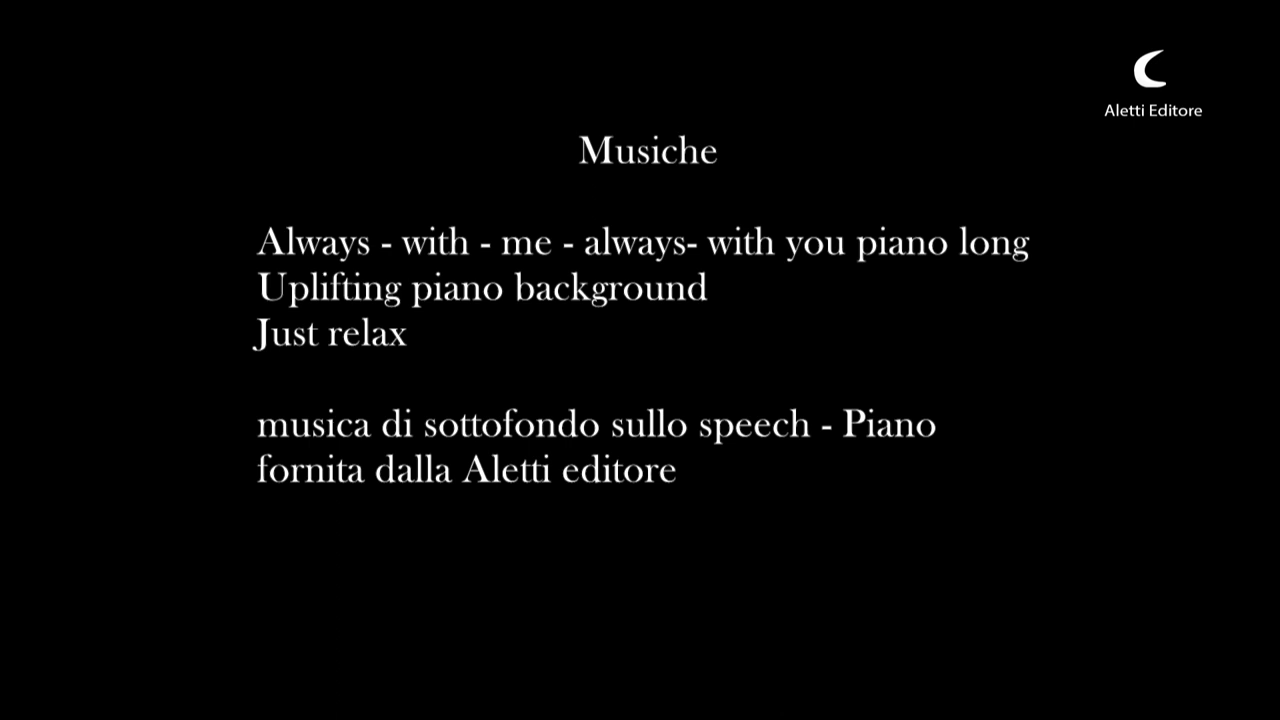 Aletti Editore
Musiche
Always - with - me - always- with you piano long
Uplifting piano background
Just relax
musica di sottofondo sullo speech - Piano
fornita dalla Aletti editore